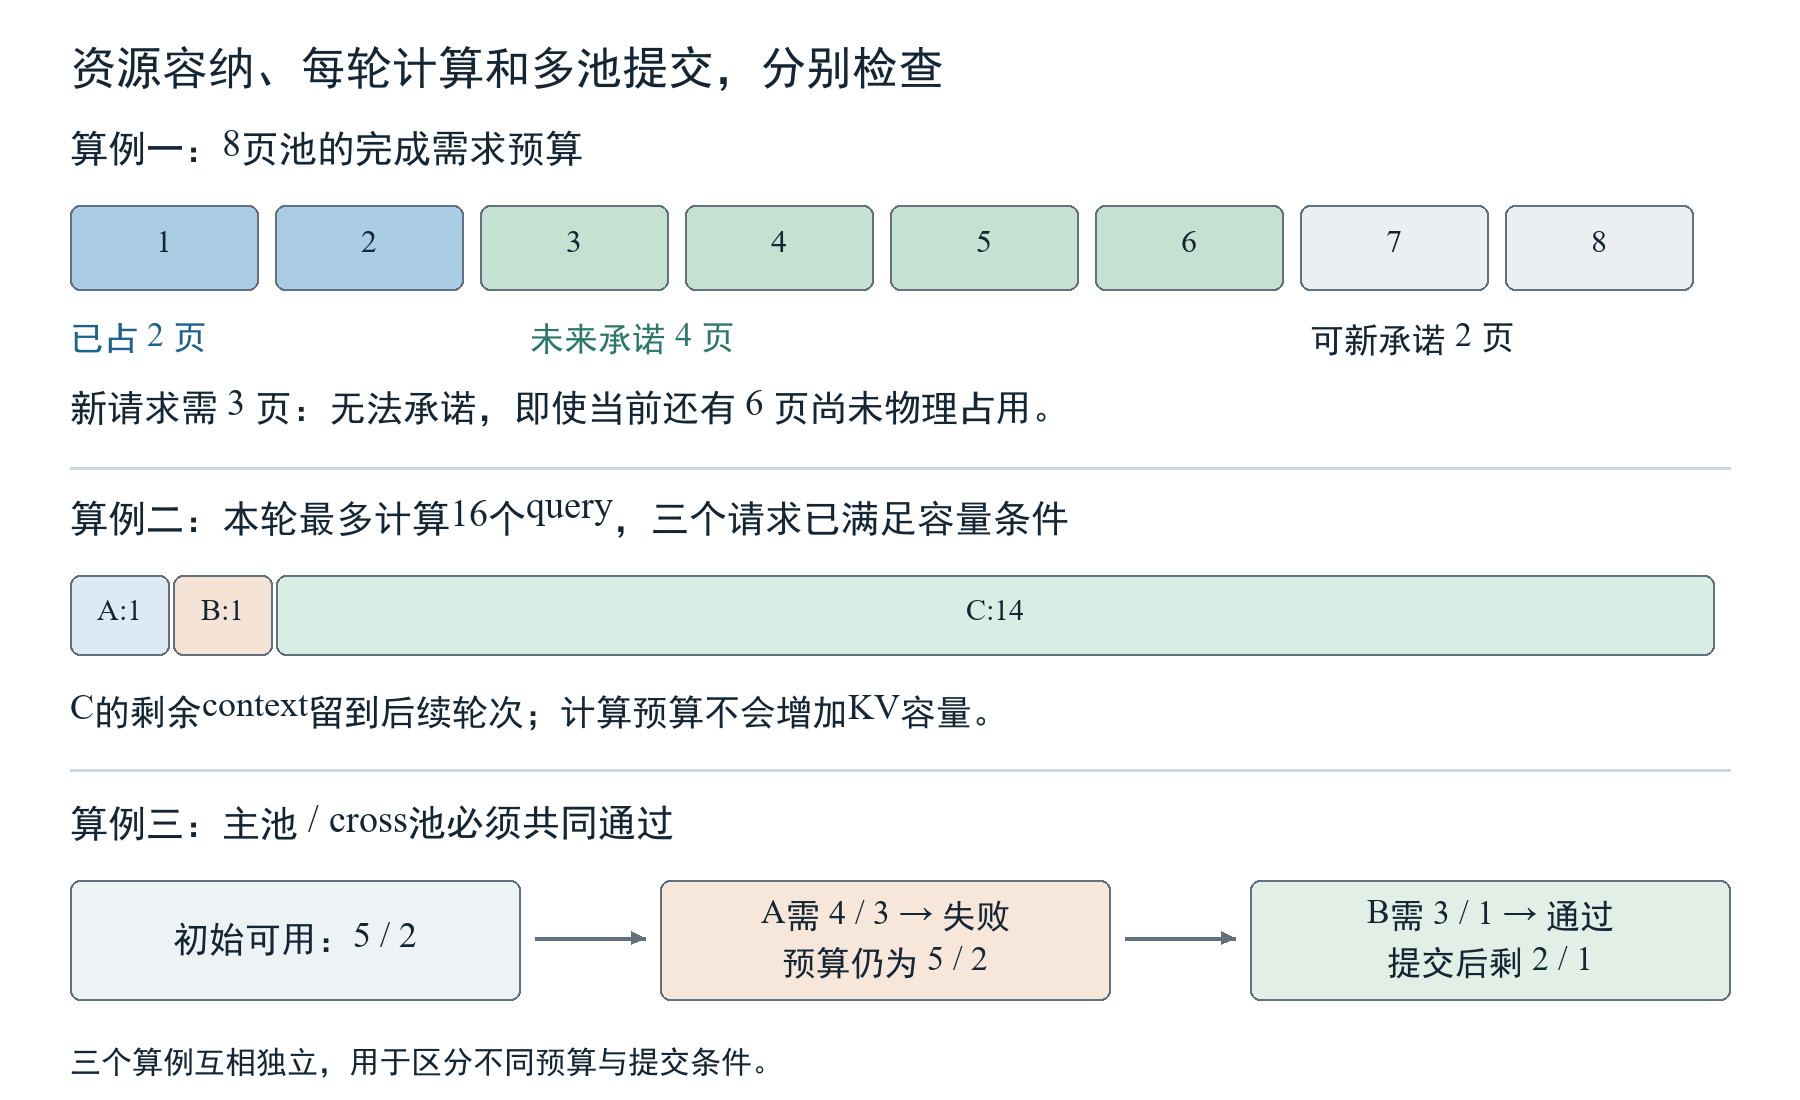 资源容纳、每轮计算和多池提交，分别检查
算例一：8页池的完成需求预算
1 2 3 4 5 6 7 8
已占 2 页 未来承诺 4 页 可新承诺 2 页
新请求需 3 页：无法承诺，即使当前还有 6 页尚未物理占用。
算例二：本轮最多计算16个query，三个请求已满足容量条件
A:1 B:1 C:14
C的剩余context留到后续轮次；计算预算不会增加KV容量。
算例三：主池 / cross池必须共同通过
初始可用：5 / 2
A需 4 / 3 → 失败
预算仍为 5 / 2
B需 3 / 1 → 通过
提交后剩 2 / 1
三个算例互相独立，用于区分不同预算与提交条件。